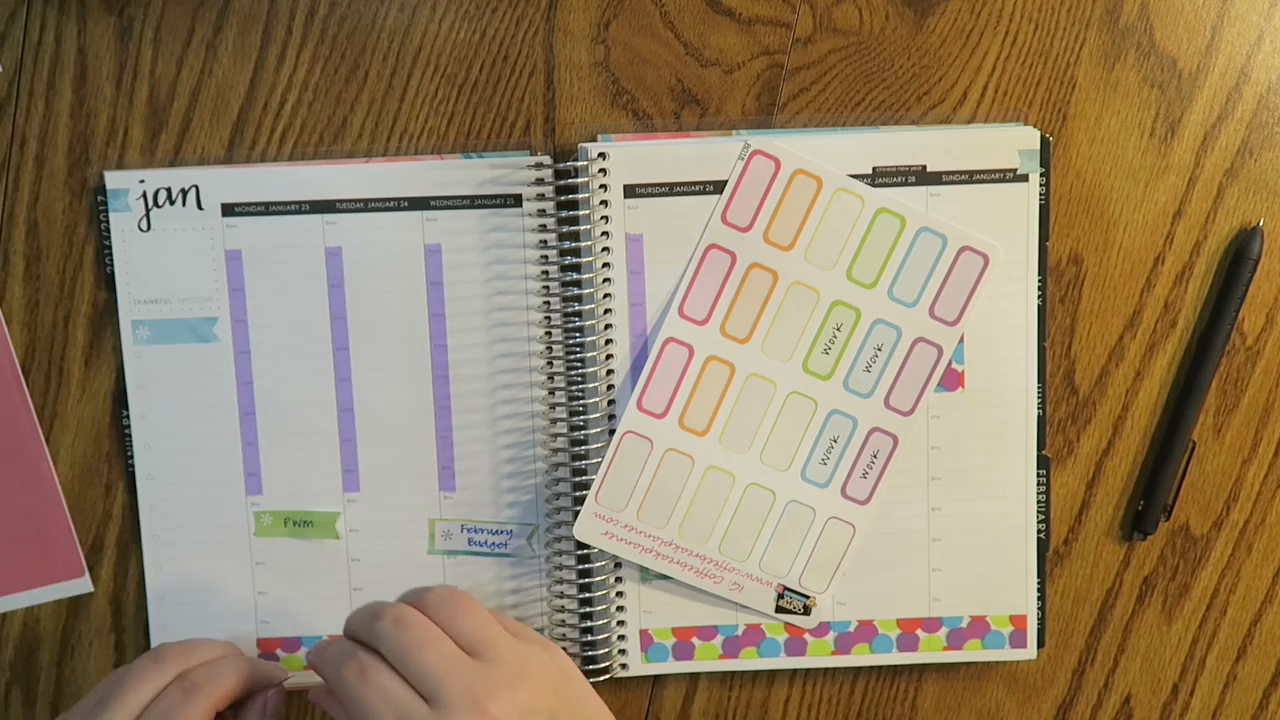 jan
MONDAY, JANUARY 23
TUESDAY, JANUARY 24
WEDNESDAY, JANUARY 25
THURSDAY, JANUARY 26
chinese new year
JANUARY 28
SUNDAY, JANUARY 29
THANKFUL THOUGHT
2016/2017
JANUARY
PWM
February
Budget
Work
Work
Work
Work
IG: Coffeebreakplanner
www.coffeebreakplanner.com
APRIL
MAY
JUNE
FEBRUARY
MARCH